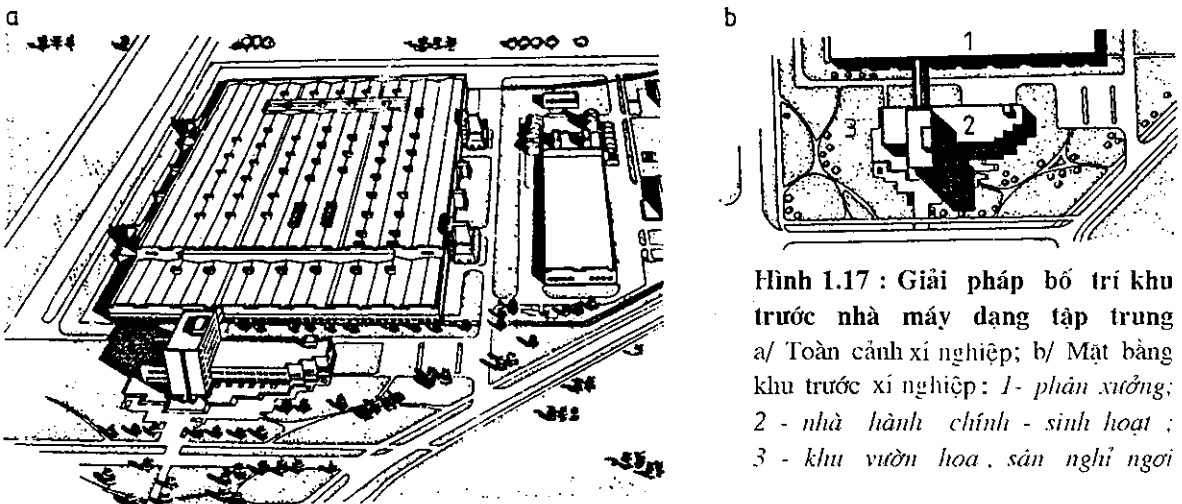 a
b
1
2
3
Hình 1.17 : Giải pháp bố trí khu
trước nhà máy dạng tập trung
a/ Toàn cảnh xí nghiệp; b/ Mặt bằng
khu trước xí nghiệp: 1- phân xưởng;
2 - nhà hành chính - sinh hoạt ;
3 - khu vườn hoa, sân nghỉ ngơi